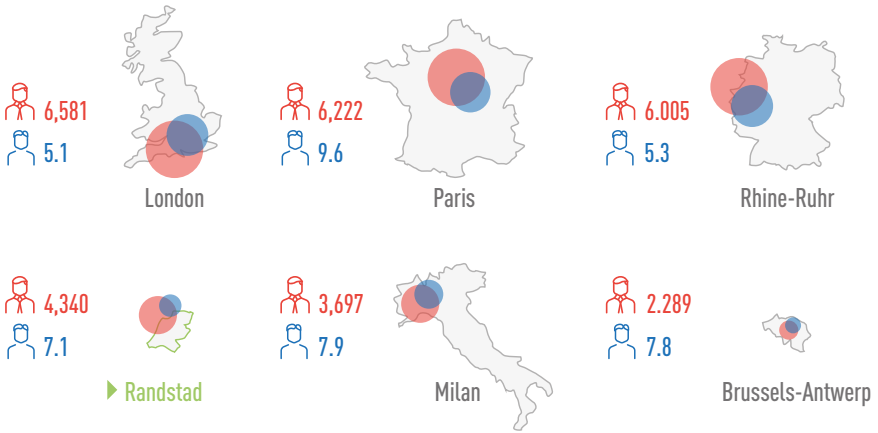 6,581
5.1
London
6,222
9.6
Paris
6.005
5.3
Rhine-Ruhr
4,340
7.1
Randstad
3,697
7.9
Milan
2.289
7.8
Brussels-Antwerp